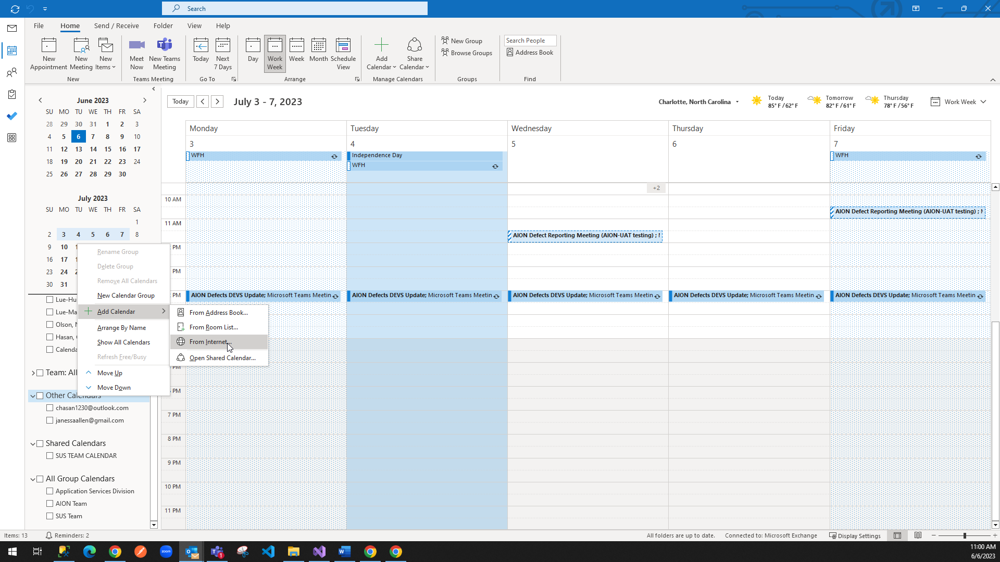 Search
File Home Send / Receive Folder View Help
New Appointment
New Meeting
New Items
New
Meet Now
New Teams Meeting
Teams Meeting
Today
Next 7 Days
Go To
Day
Work Week
Week
Month
Schedule View
Arrange
Add Calendar
Share Calendar
Manage Calendars
New Group
Browse Groups
Groups
Search People
Address Book
Find
June 2023
SU MO TU WE TH FR SA
28 29 30 31 1 2 3
4 5 6 7 8 9 10
11 12 13 14 15 16 17
18 19 20 21 22 23 24
25 26 27 28 29 30
July 2023
SU MO TU WE TH FR SA
1
2 3 4 5 6 7 8
9 10
16 17
23 24
30 31
Lue-Hu
Lue-Ma
Olson,
Hasan,
Calenda
Team: All
Other Calendars
chasan1230@outlook.com
janessaallen@gmail.com
Shared Calendars
SUS TEAM CALENDAR
All Group Calendars
Application Services Division
AION Team
SUS Team
Rename Group
Delete Group
Remove All Calendars
New Calendar Group
Add Calendar
Arrange By Name
Show All Calendars
Refresh Free/Busy
Move Up
Move Down
From Address Book...
From Room List...
From Internet...
Open Shared Calendar...
Today
July 3 - 7, 2023
Charlotte, North Carolina
Today
85° F / 62° F
Tomorrow
82° F / 61° F
Thursday
78° F / 56° F
Work Week
Monday Tuesday Wednesday Thursday Friday
3 4 5 6 7
WFH
Independence Day
WFH
WFH
+2
10 AM
AION Defect Reporting Meeting (AION-UAT testing) ;
11 AM
AION Defect Reporting Meeting (AION-UAT testing) ;
PM
PM
PM
AION Defects DEVS Update; Microsoft Teams Meetin
AION Defects DEVS Update; Microsoft Teams Meetin
AION Defects DEVS Update; Microsoft Teams Meetin
AION Defects DEVS Update; Microsoft Teams Meetin
AION Defects DEVS Update; Microsoft Teams Meetin
PM
PM
7 PM
8 PM
9 PM
10 PM
11 PM
Items: 13
Reminders: 2
All folders are up to date.
Connected to: Microsoft Exchange
Display Settings
zoom
1
11:00 AM
6/6/2023